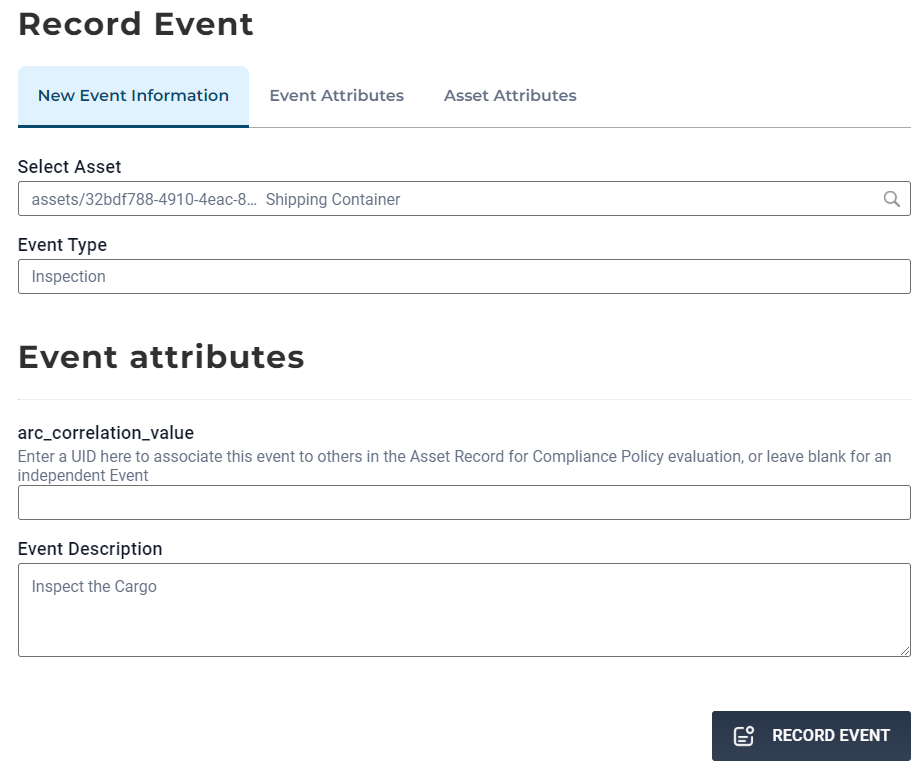 Record Event
New Event Information Event Attributes Asset Attributes
Select Asset
assets/32bdf788-4910-4eac-8... Shipping Container
Event Type
Inspection
Event attributes
arc_correlation_value
Enter a UID here to associate this event to others in the Asset Record for Compliance Policy evaluation, or leave blank for an
independent Event
Event Description
Inspect the Cargo
RECORD EVENT